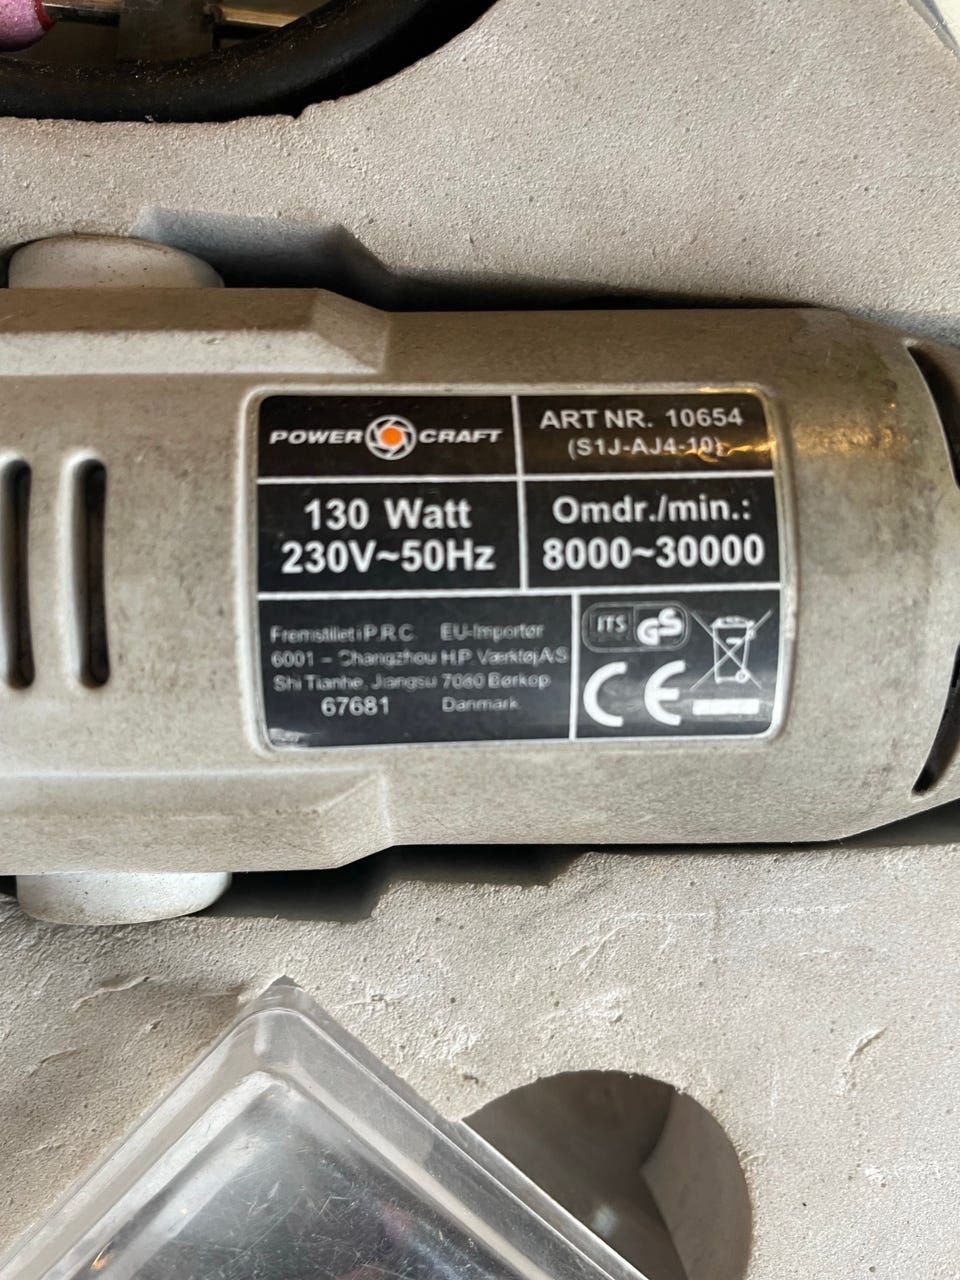 POWER CRAFT
ART NR. 10654
(S1J-AJ4-10)
130 Watt
230V~50Hz
Omdr./min.:
8000~30000
Fremstillet i P.R.C.
6001 – Changzhou
Shi Tianhe, Jiangsu
67681
EU-Importør
H.P. Værktøj A/S
7080 Børkop
Danmark
ITS GS
CE